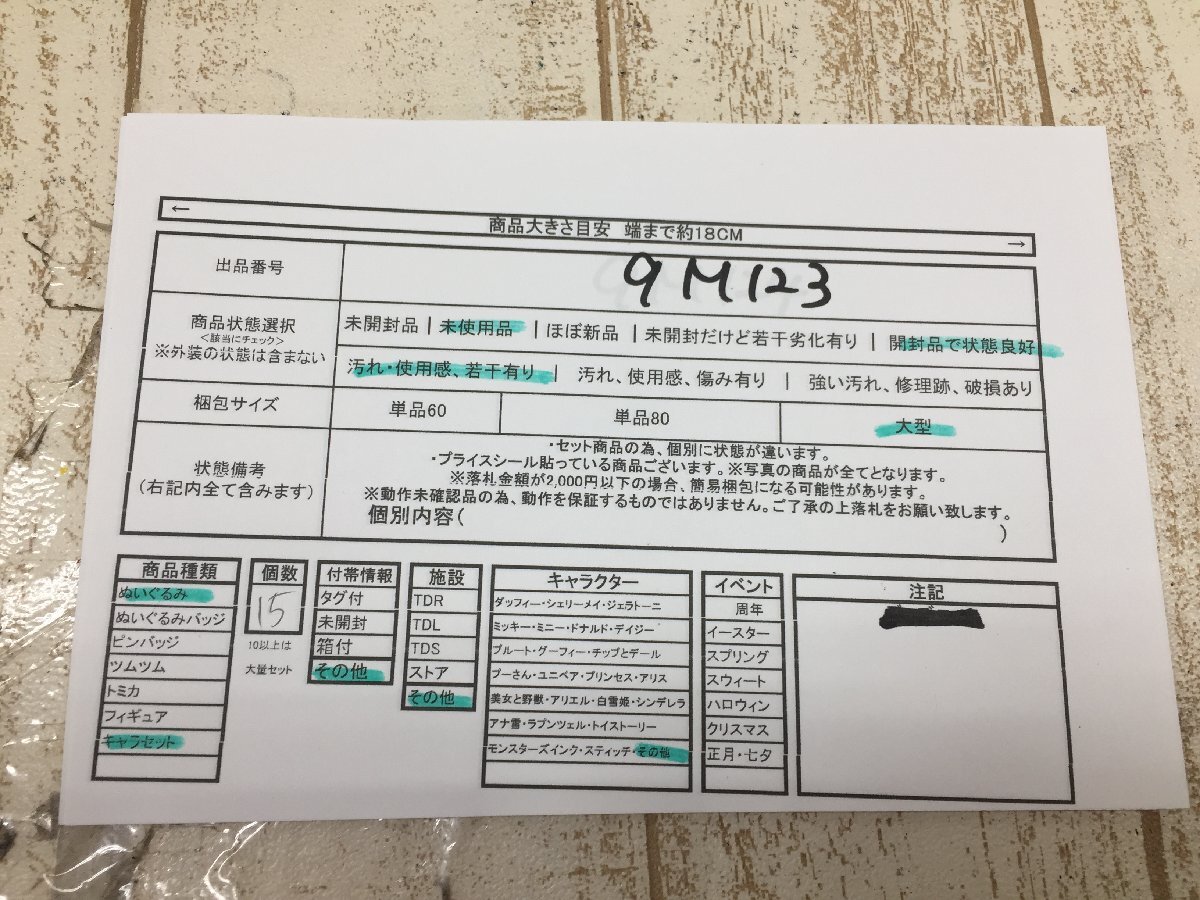 ←
商品大きさ目安 端まで約18CM
→
出品番号
9M123
商品状態選択
<該当にチェック>
※外装の状態は含まない
未開封品 | 未使用品 | ほぼ新品 | 未開封だけど若干劣化有り | 開封品で状態良好
汚れ・使用感、若干有り | 汚れ、使用感、傷み有り | 強い汚れ、修理跡、破損あり
梱包サイズ
単品60
単品80
大型
状態備考
(右記内全て含みます)
・セット商品の為、個別に状態が違います。
・プライスシール貼っている商品ございます。※写真の商品が全てとなります。
※落札金額が2,000円以下の場合、簡易梱包になる可能性があります。
※動作未確認品の為、動作を保証するものではありません。ご了承の上落札をお願い致します。
個別内容( )
商品種類
ぬいぐるみ
ぬいぐるみバッジ
ピンバッジ
ツムツム
トミカ
フィギュア
キャラセット
個数
15
10以上は
大量セット
付帯情報
タグ付
未開封
箱付
その他
施設
TDR
TDL
TDS
ストア
その他
キャラクター
ダッフィー・シェリーメイ・ジェラトーニ
ミッキー・ミニー・ドナルド・デイジー
プルート・グーフィー・チップとデール
プーさん・ユニベア・プリンセス・アリス
美女と野獣・アリエル・白雪姫・シンデレラ
アナ雪・ラプンツェル・トイストーリー
モンスターズインク・スティッチ・その他
イベント
周年
イースター
スプリング
スウィート
ハロウィン
クリスマス
正月・七夕
注記